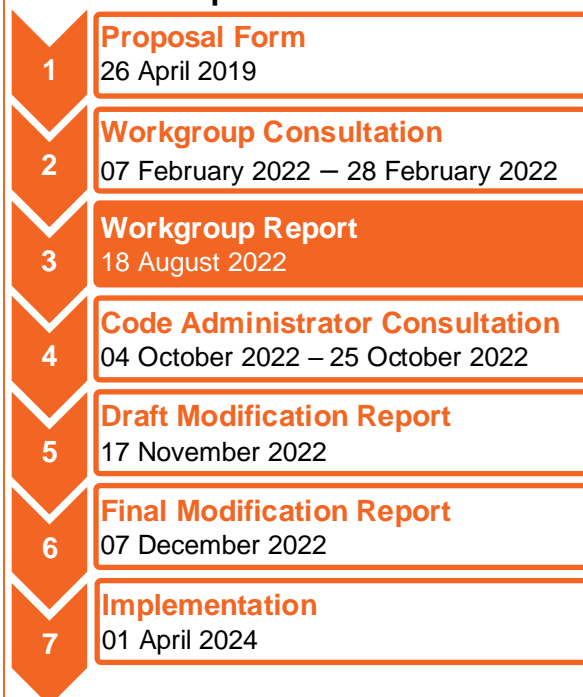 1
Proposal Form
26 April 2019
2
Workgroup Consultation
07 February 2022 – 28 February 2022
3
Workgroup Report
18 August 2022
4
Code Administrator Consultation
04 October 2022 – 25 October 2022
5
Draft Modification Report
17 November 2022
6
Final Modification Report
07 December 2022
7
Implementation
01 April 2024